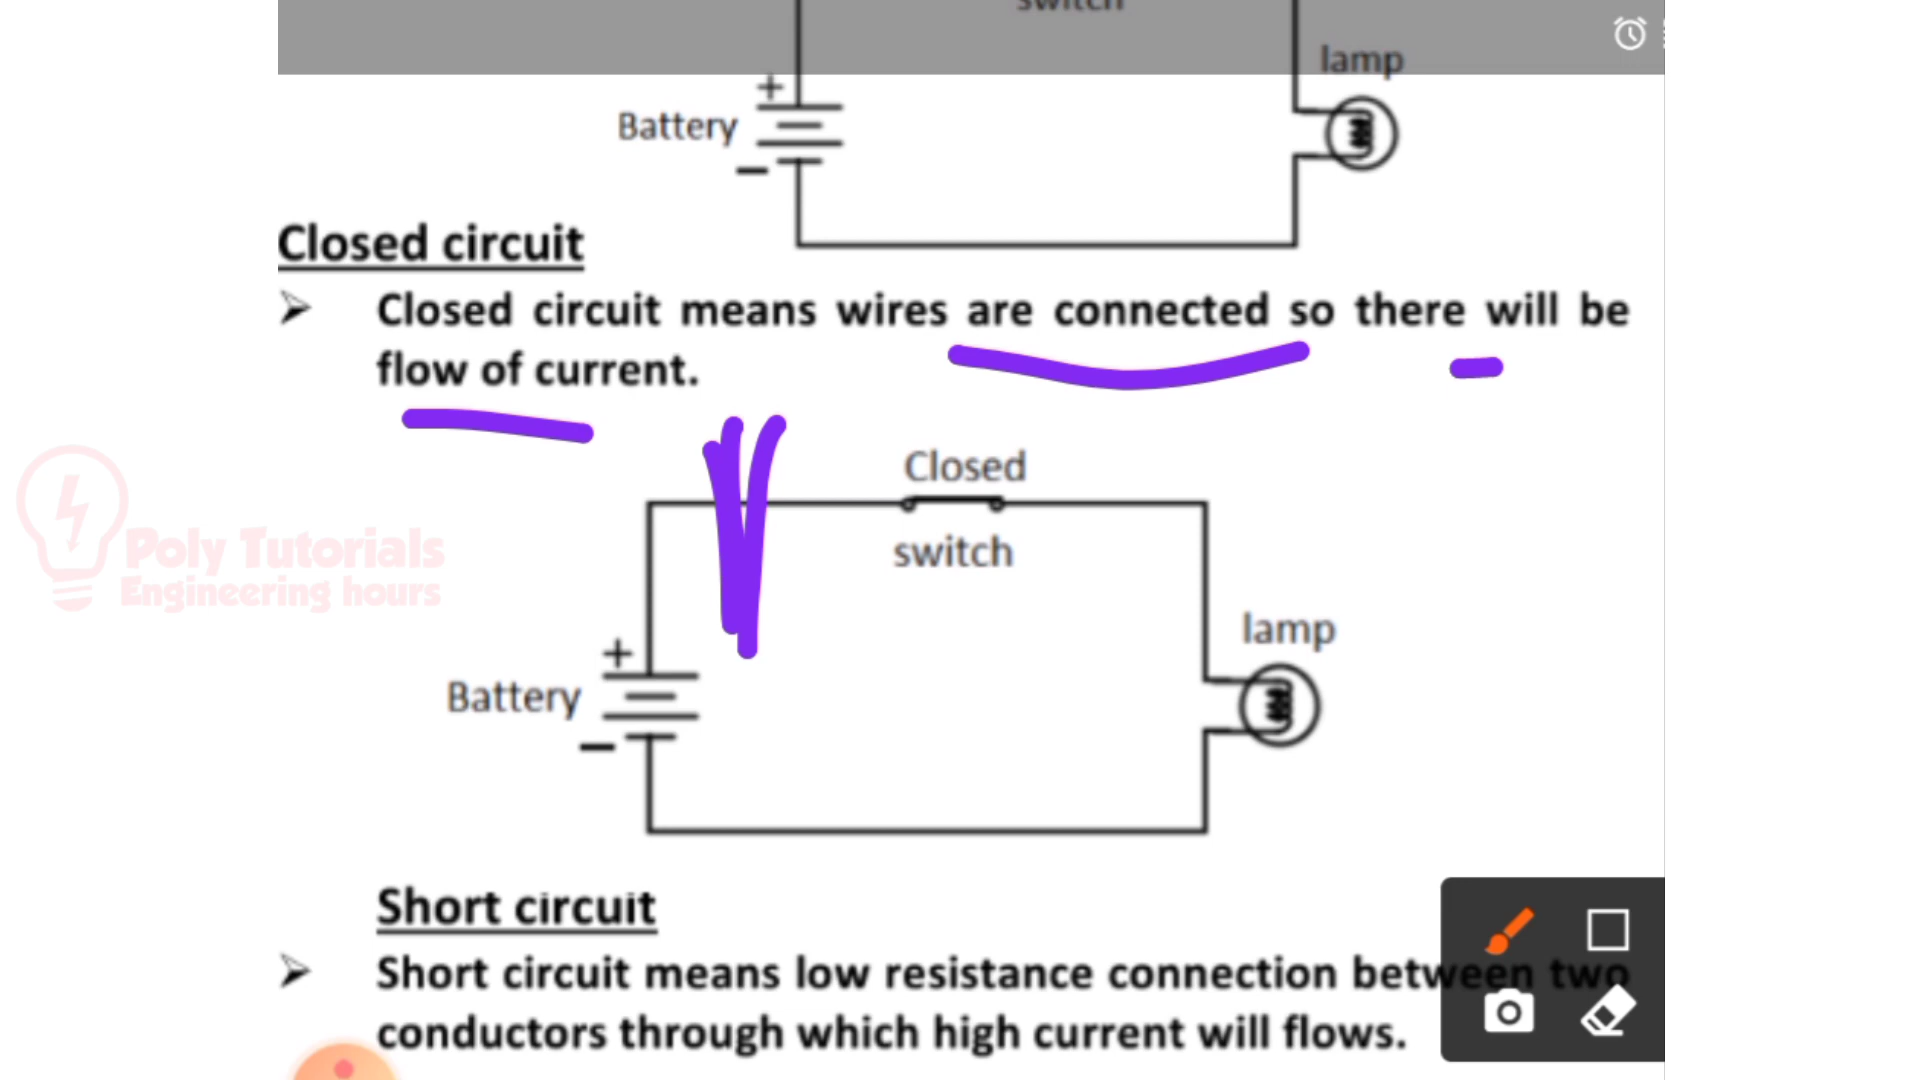 switch
lamp
+
Battery
−
Closed circuit
Closed circuit means wires are connected so there will be
flow of current.
Closed
switch
Poly Tutorials
Engineering hours
lamp
+
Battery
−
Short circuit
Short circuit means low resistance connection between two
conductors through which high current will flows.